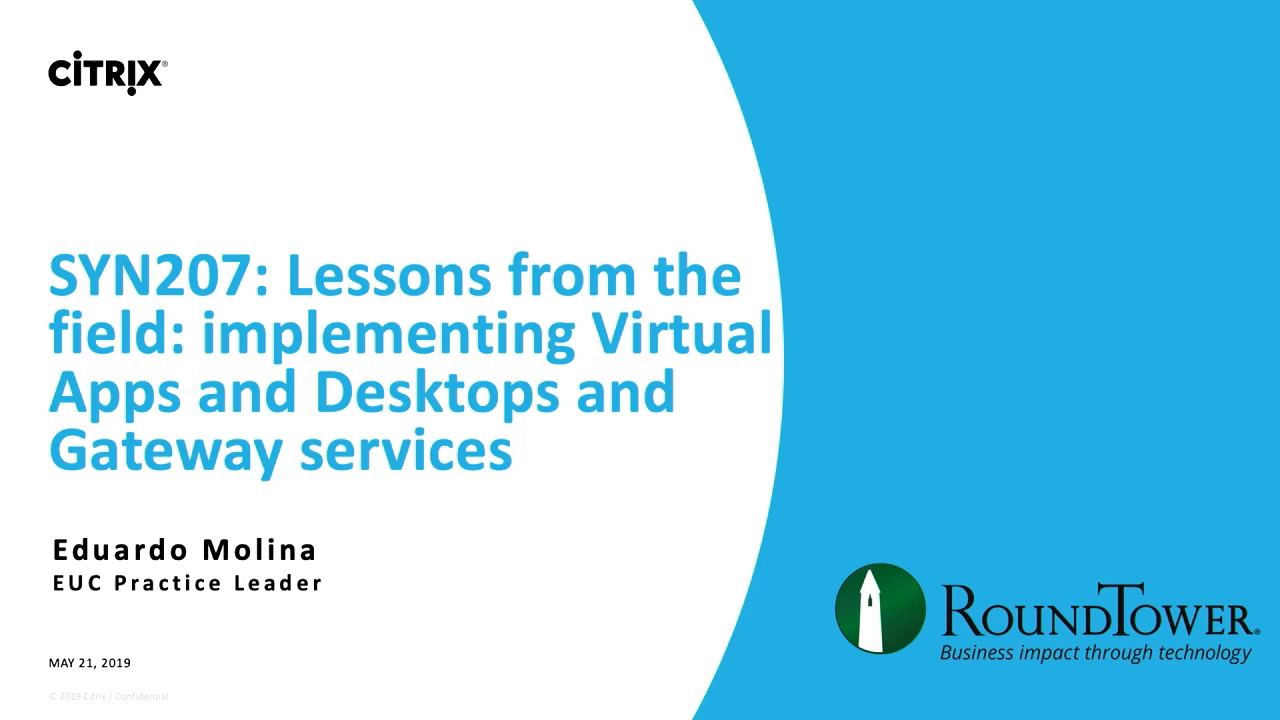 CITRIX®
SYN207: Lessons from the
field: implementing Virtual
Apps and Desktops and
Gateway services
Eduardo Molina
EUC Practice Leader
ROUNDTOWER®
Business impact through technology
MAY 21, 2019
© 2019 Citrix | Confidential